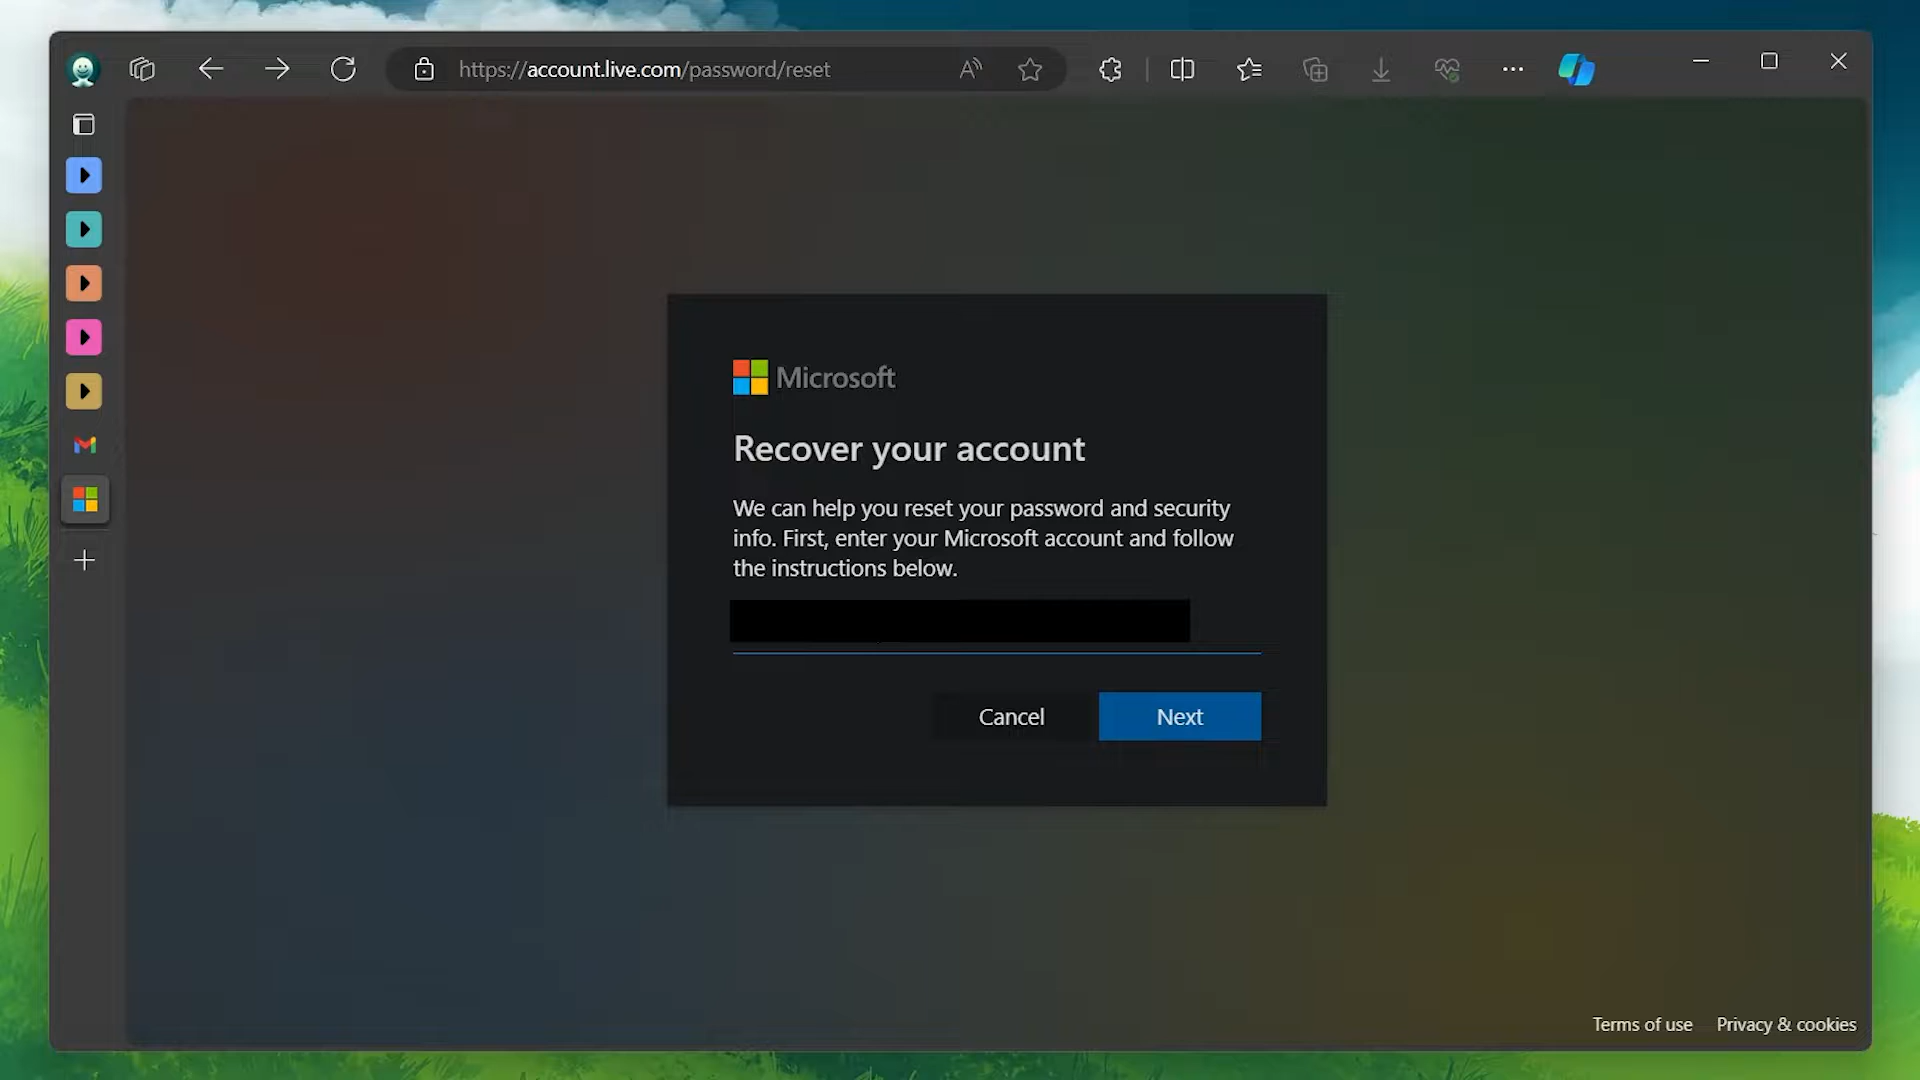 https://account.live.com/password/reset
Microsoft
Recover your account
We can help you reset your password and security
info. First, enter your Microsoft account and follow
the instructions below.
Cancel
Next
Terms of use
Privacy & cookies